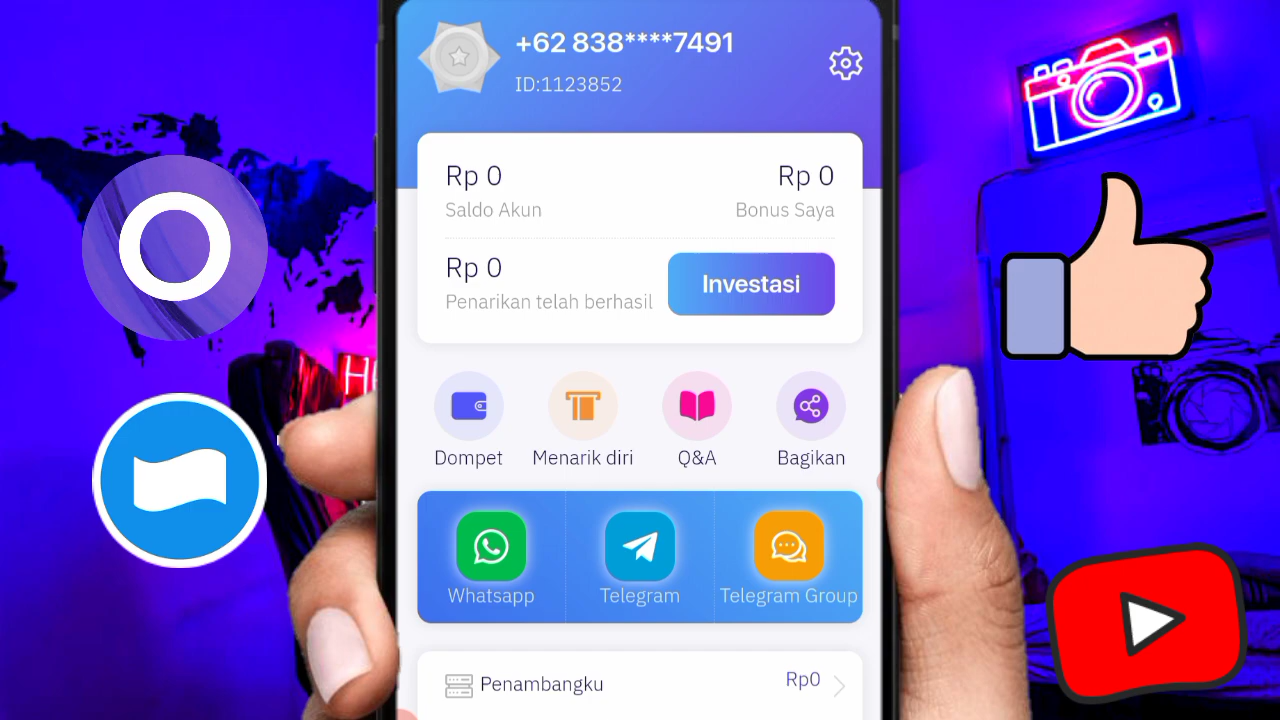 +62 838****7491
ID:1123852
Rp 0
Rp 0
Saldo Akun
Bonus Saya
Rp 0
Investasi
Penarikan telah berhasil
Dompet
Menarik diri
Q&A
Bagikan
Whatsapp
Telegram
Telegram Group
Penambangku
Rp0